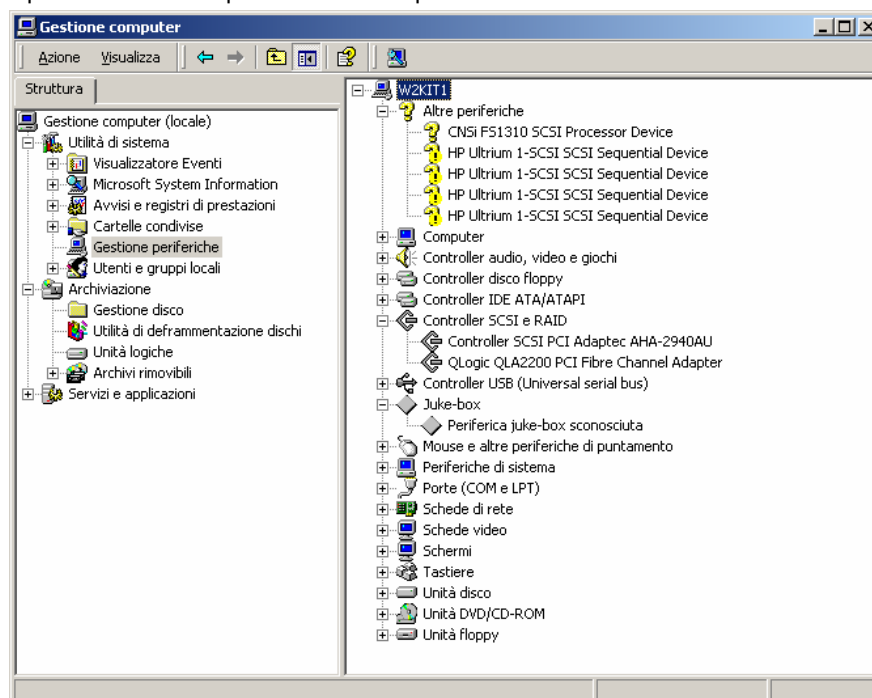 Gestione computer
Azione Visualizza
Struttura
Gestione computer (locale)
Utilità di sistema
Visualizzatore Eventi
Microsoft System Information
Avvisi e registri di prestazioni
Cartelle condivise
Gestione periferiche
Utenti e gruppi locali
Archiviazione
Gestione disco
Utilità di deframmentazione dischi
Unità logiche
Archivi rimovibili
Servizi e applicazioni
W2KIT1
Altre periferiche
CNSi FS1310 SCSI Processor Device
HP Ultrium 1-SCSI SCSI Sequential Device
HP Ultrium 1-SCSI SCSI Sequential Device
HP Ultrium 1-SCSI SCSI Sequential Device
HP Ultrium 1-SCSI SCSI Sequential Device
Computer
Controller audio, video e giochi
Controller disco floppy
Controller IDE ATA/ATAPI
Controller SCSI e RAID
Controller SCSI PCI Adaptec AHA-2940AU
QLogic QLA2200 PCI Fibre Channel Adapter
Controller USB (Universal serial bus)
Juke-box
Periferica juke-box sconosciuta
Mouse e altre periferiche di puntamento
Periferiche di sistema
Porte (COM e LPT)
Schede di rete
Schede video
Schermi
Tastiere
Unità disco
Unità DVD/CD-ROM
Unità floppy